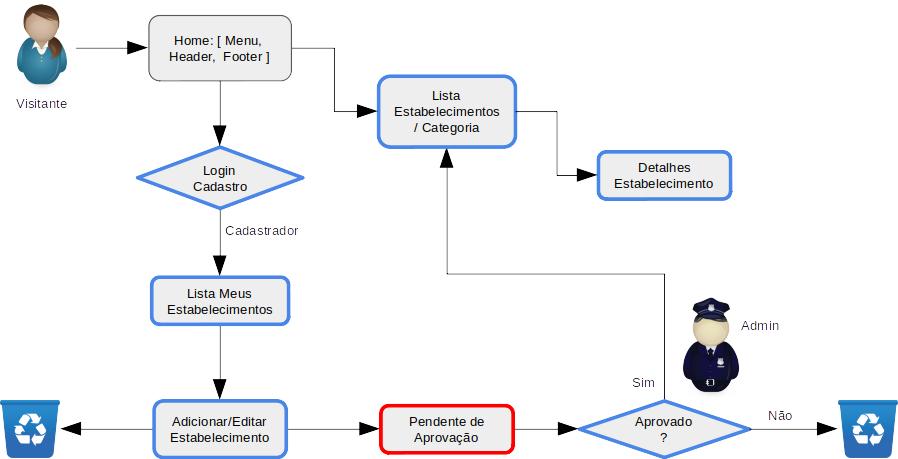 Visitante
Home: [ Menu,
Header, Footer ]
Lista
Estabelecimentos
/ Categoria
Login
Cadastro
Detalhes
Estabelecimento
Cadastrador
Lista Meus
Estabelecimentos
Admin
Sim
Adicionar/Editar
Estabelecimento
Pendente de
Aprovação
Aprovado
?
Não